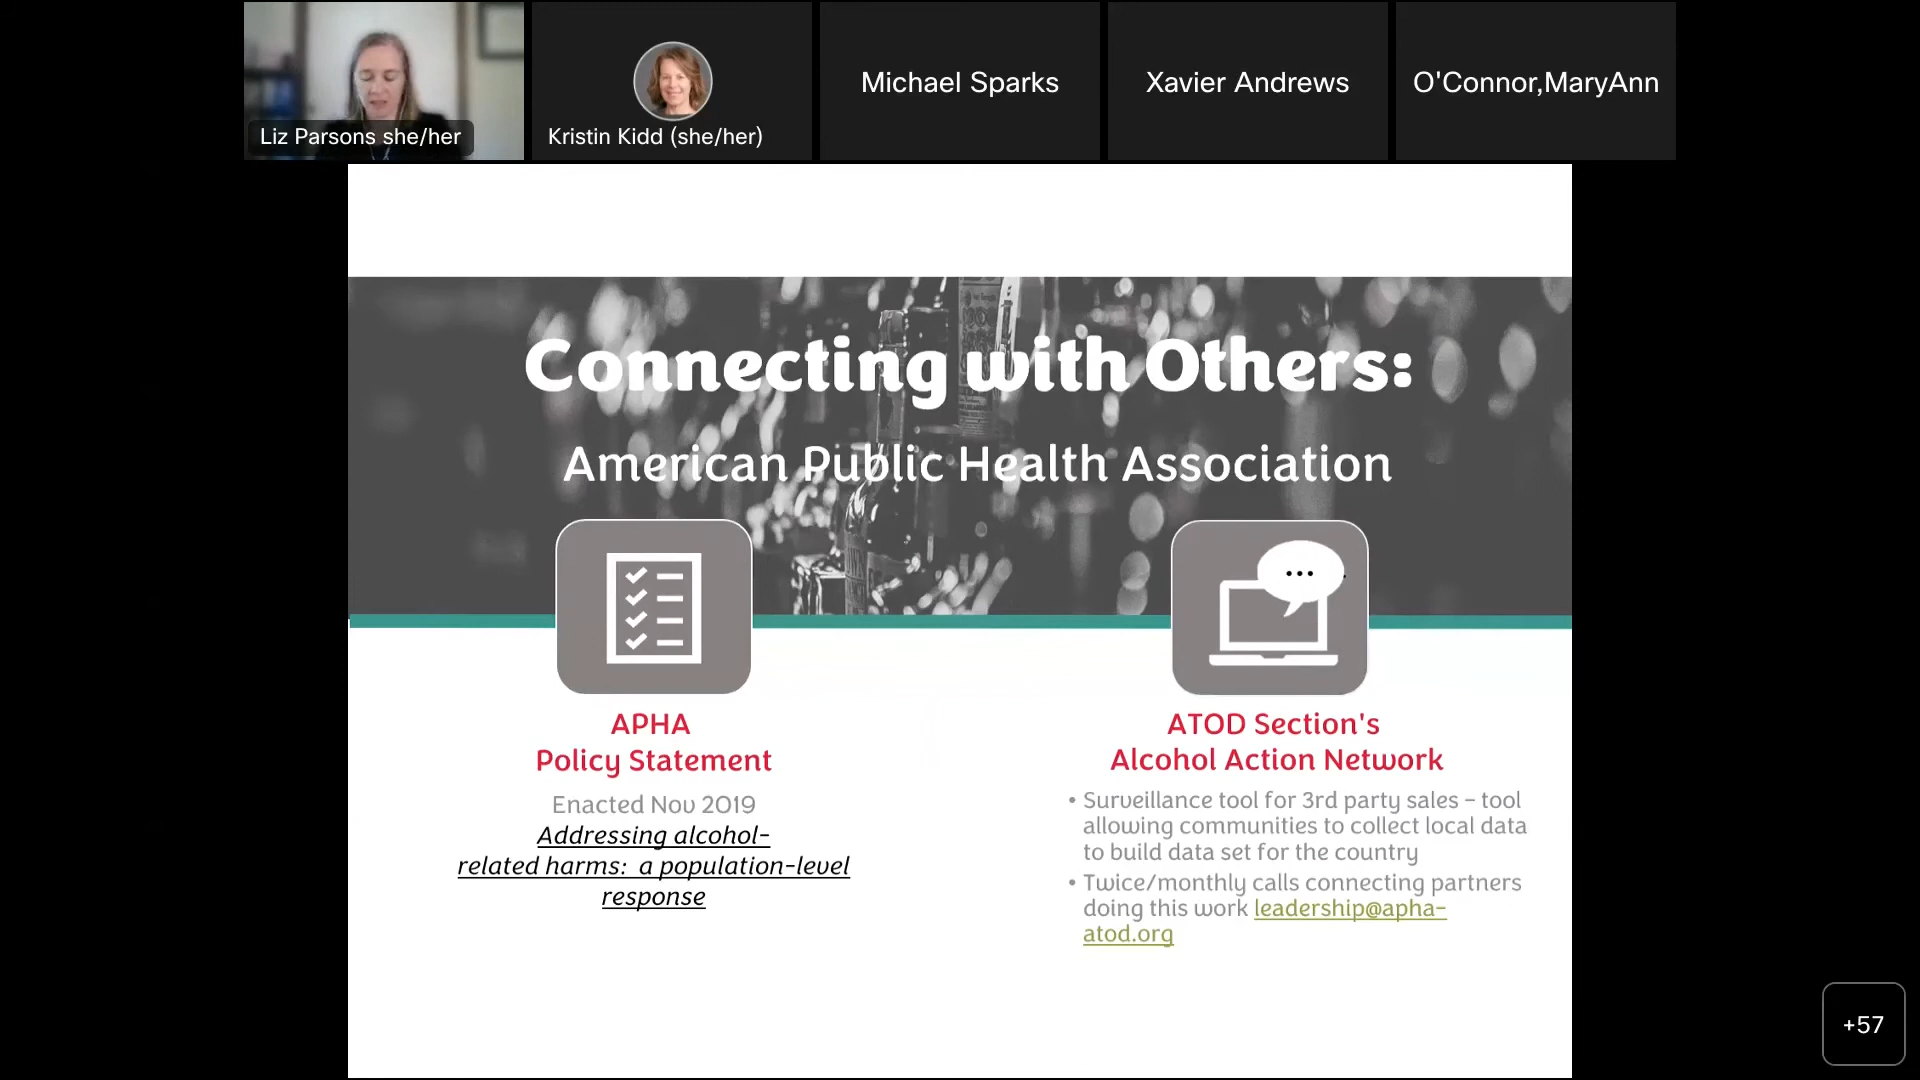 Liz Parsons she/her
Kristin Kidd (she/her)
Michael Sparks
Xavier Andrews
O'Connor,MaryAnn
Connecting with Others:
American Public Health Association
APHA
Policy Statement
Enacted Nov 2019
Addressing alcohol-
related harms:  a population-level
response
ATOD Section's
Alcohol Action Network
• Surveillance tool for 3rd party sales – tool
allowing communities to collect local data
to build data set for the country
• Twice/monthly calls connecting partners
doing this work leadership@apha-
atod.org
+57